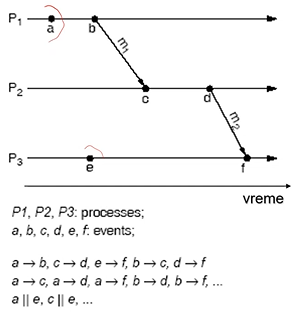 P1
a
b
m1
P2
c
d
m2
P3
e
f
vreme
P1, P2, P3: processes;
a, b, c, d, e, f: events;
a → b, c → d, e → f, b → c, d → f
a → c, a → d, a → f, b → d, b → f, ...
a || e, c || e, ...